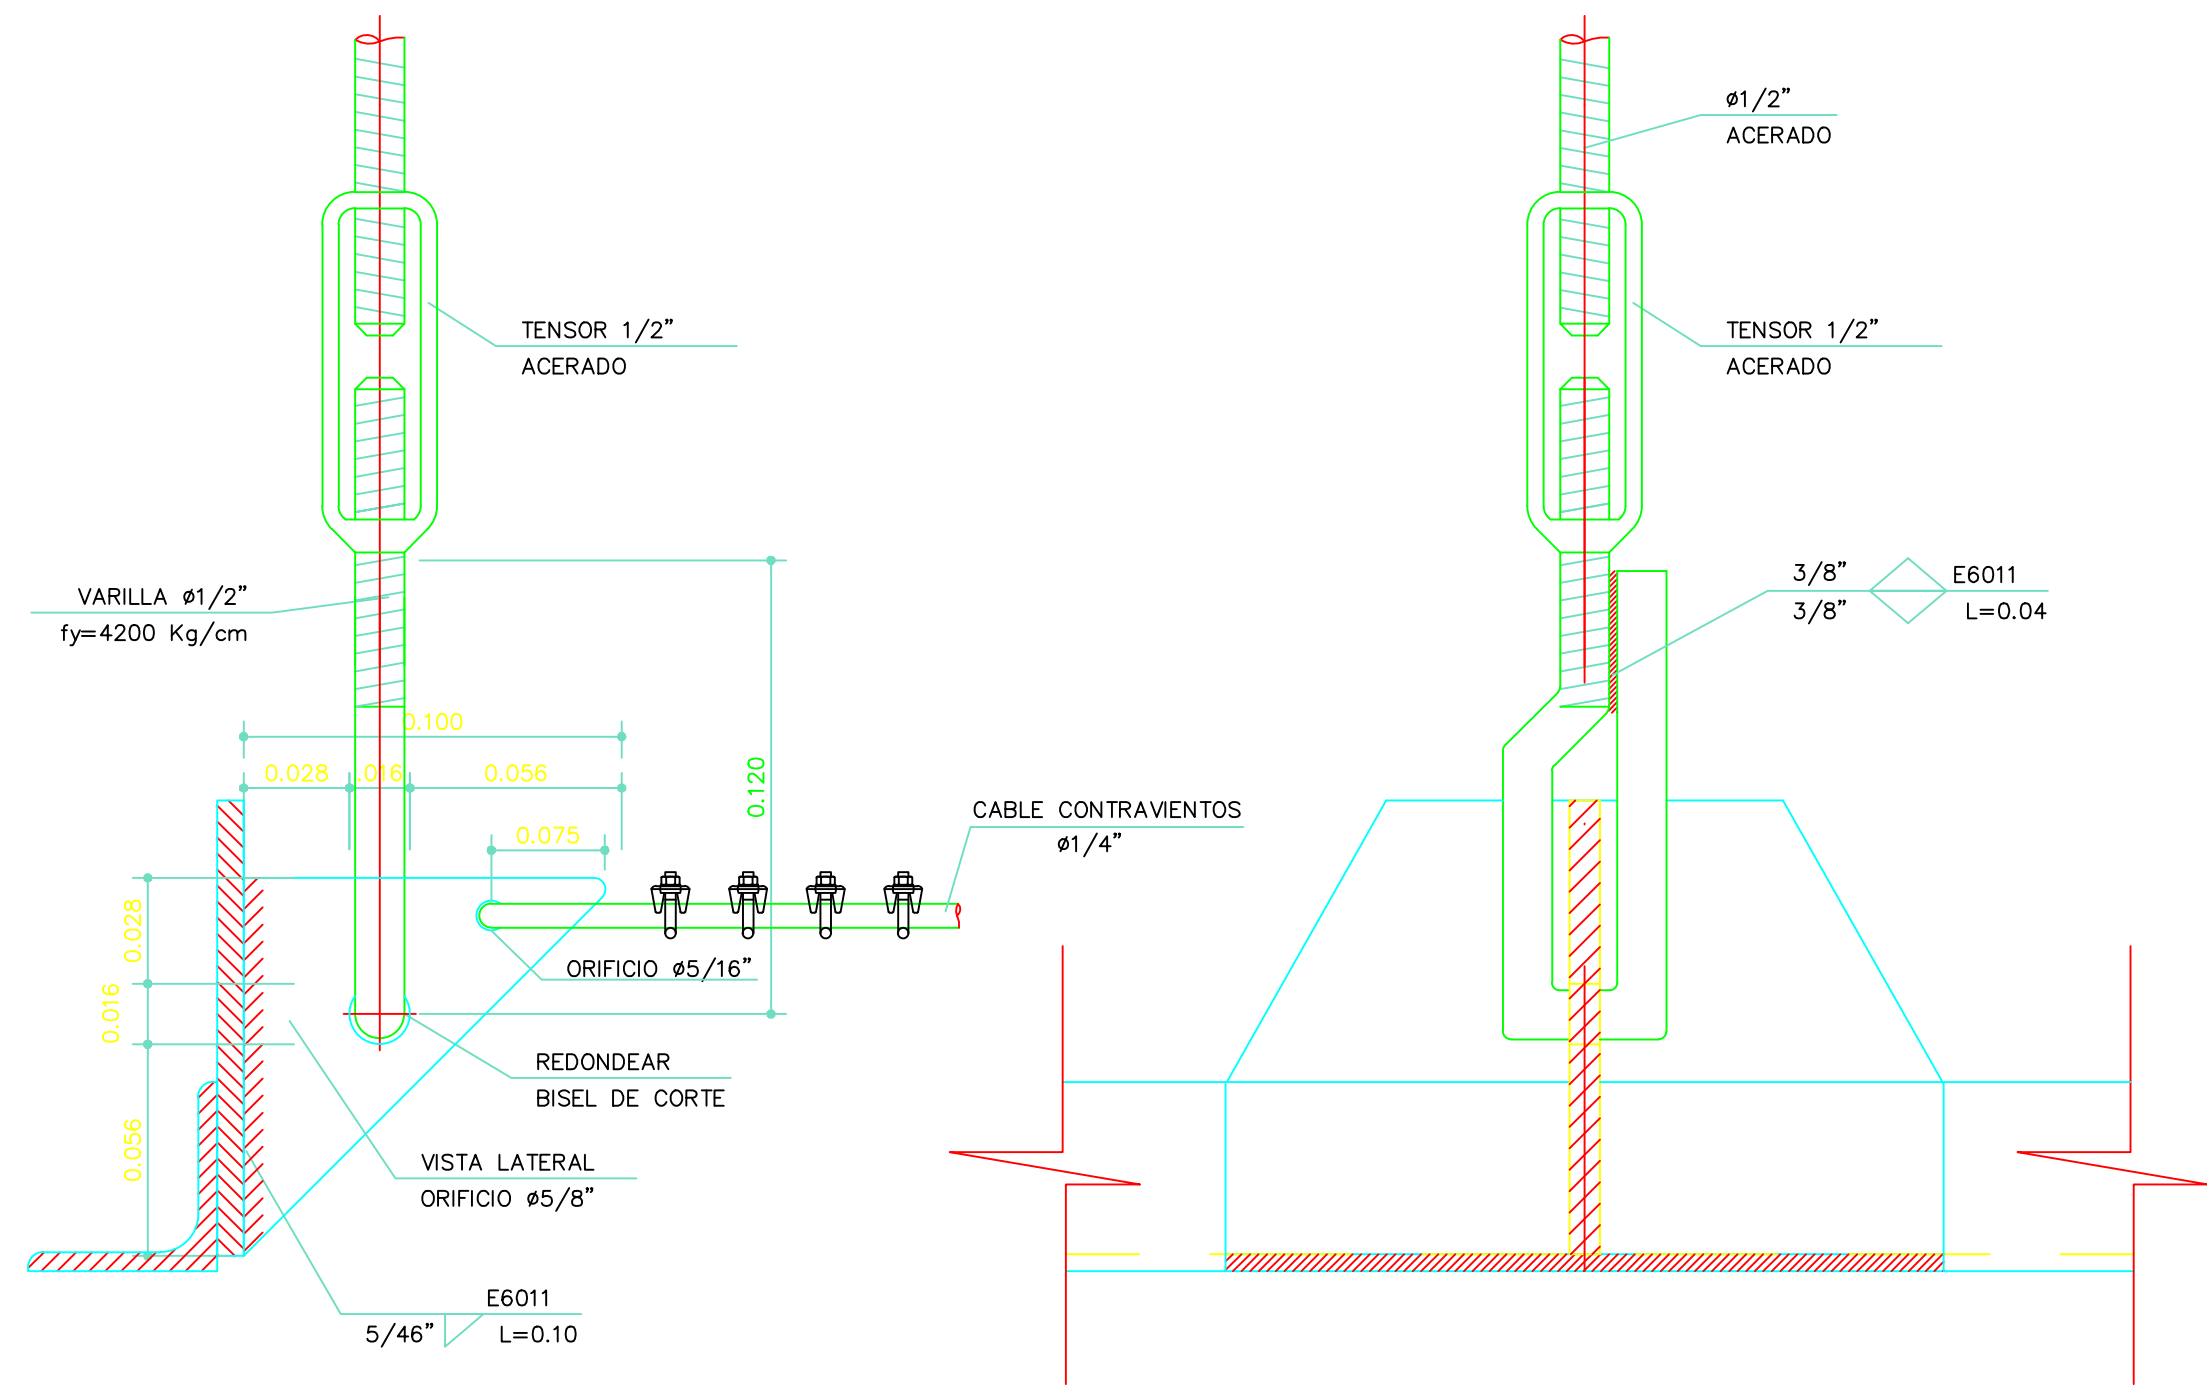 ø1/2"
ACERADO
TENSOR 1/2"
ACERADO
TENSOR 1/2"
ACERADO
VARILLA ø1/2"
fy=4200 Kg/cm
3/8"
3/8"
E6011
L=0.04
0.100
0.028
.016
0.056
0.120
0.075
CABLE CONTRAVIENTOS
ø1/4"
0.028
0.016
0.056
ORIFICIO ø5/16"
REDONDEAR
BISEL DE CORTE
VISTA LATERAL
ORIFICIO ø5/8"
E6011
5/46"
L=0.10